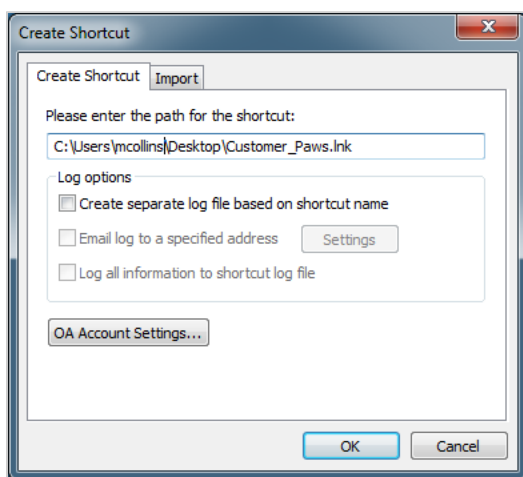 Create Shortcut
Create Shortcut Import
Please enter the path for the shortcut:
C:\Users\mcollins\Desktop\Customer_Paws.lnk
Log options
Create separate log file based on shortcut name
Email log to a specified address Settings
Log all information to shortcut log file
OA Account Settings...
OK Cancel